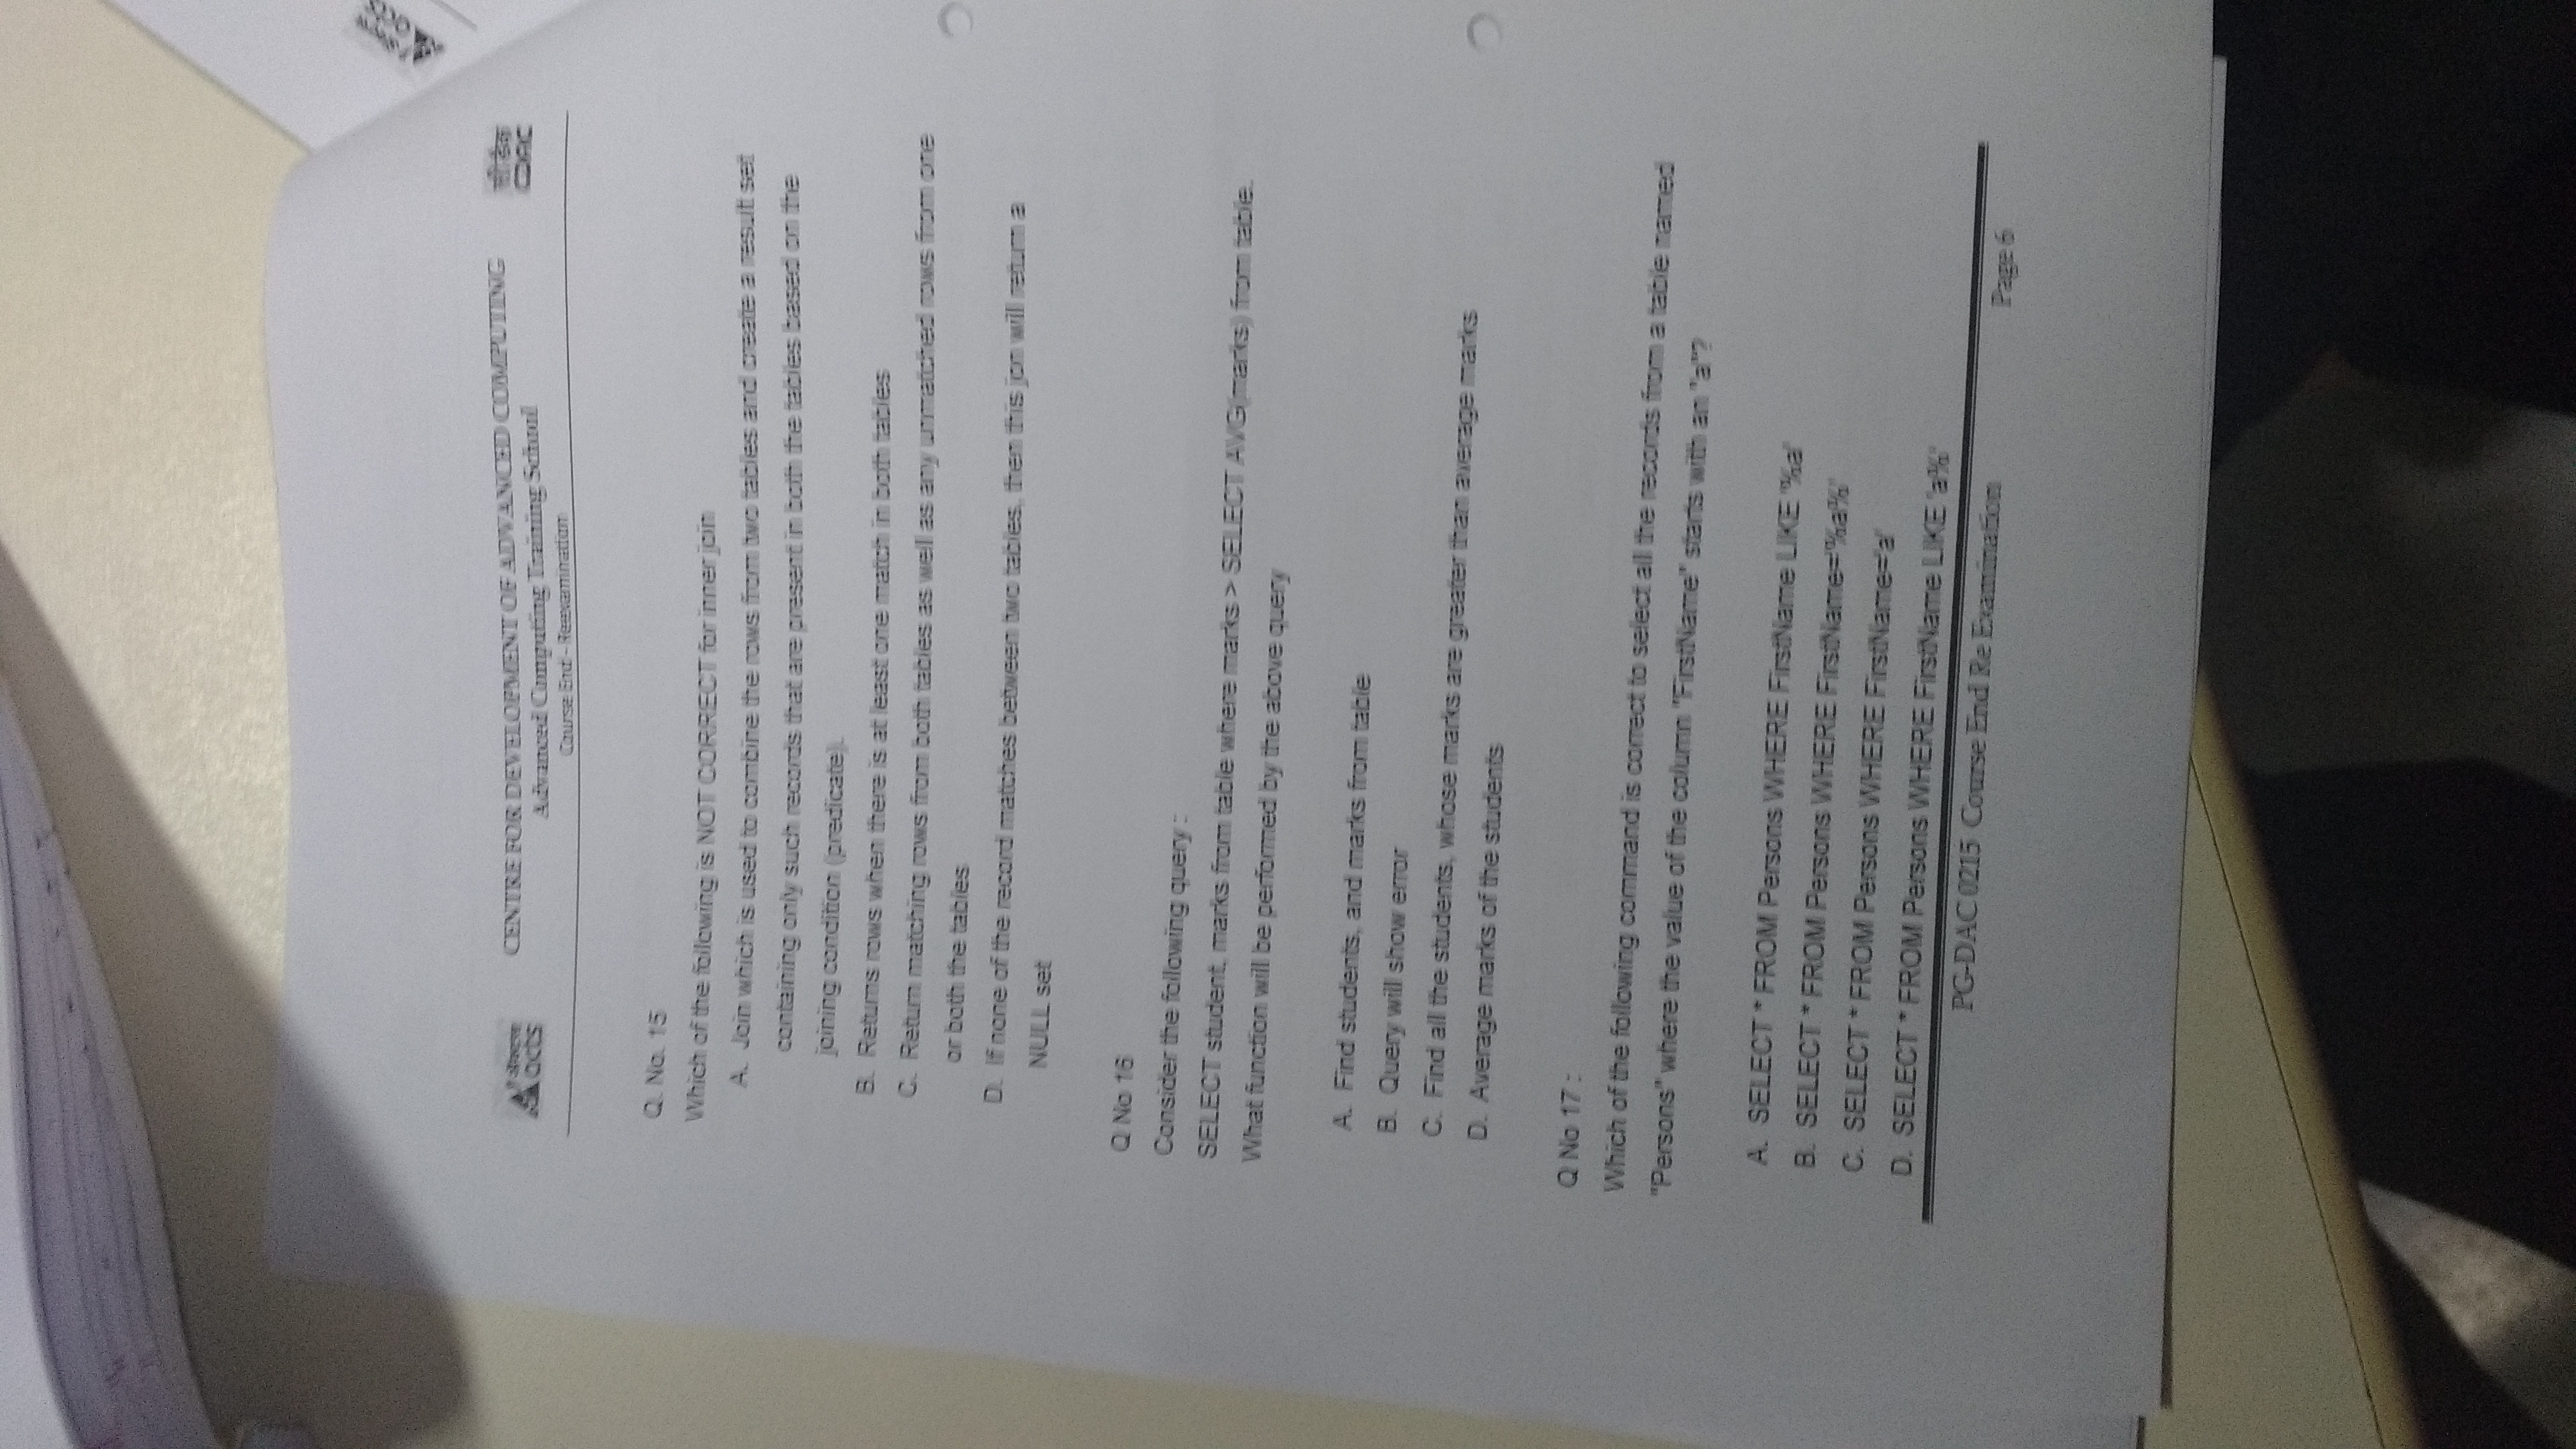 acts
CENTRE FOR DEVELOPMENT OF ADVANCED COMPUTING
Advanced Computing Training School
Course End - Reexamination
CDAC
Q. No. 15
Which of the following is NOT CORRECT for inner join
A. Join which is used to combine the rows from two tables and create a result set
containing only such records that are present in both the tables based on the
joining condition (predicate).
B. Returns rows when there is at least one match in both tables
C. Return matching rows from both tables as well as any unmatched rows from one
or both the tables
D. If none of the record matches between two tables, then this join will return a
NULL set
Q No 16
Consider the following query :
SELECT student, marks from table where marks > SELECT AVG(marks) from table.
What function will be performed by the above query
A. Find students, and marks from table
B. Query will show error
C. Find all the students, whose marks are greater than average marks
D. Average marks of the students
Q No 17 :
Which of the following command is correct to select all the records from a table named
"Persons" where the value of the column "FirstName" starts with an "a"?
A. SELECT * FROM Persons WHERE FirstName LIKE '%a'
B. SELECT * FROM Persons WHERE FirstName='%a%'
C. SELECT * FROM Persons WHERE FirstName='a'
D. SELECT * FROM Persons WHERE FirstName LIKE 'a%'
PG-DAC 0215 Course End Re Examination Page 6